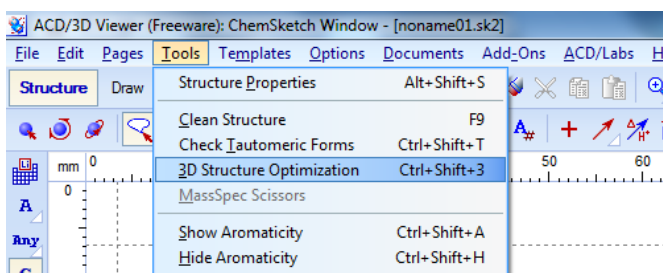 ACD/3D Viewer (Freeware): ChemSketch Window - [noname01.sk2]
File Edit Pages Tools Templates Options Documents Add-Ons ACD/Labs H
Structure Draw
Structure Properties Alt+Shift+S
Clean Structure F9
Check Tautomeric Forms Ctrl+Shift+T
3D Structure Optimization Ctrl+Shift+3
MassSpec Scissors
Show Aromaticity Ctrl+Shift+A
Hide Aromaticity Ctrl+Shift+H
A#
mm 0 50 60
0
A
Any
C